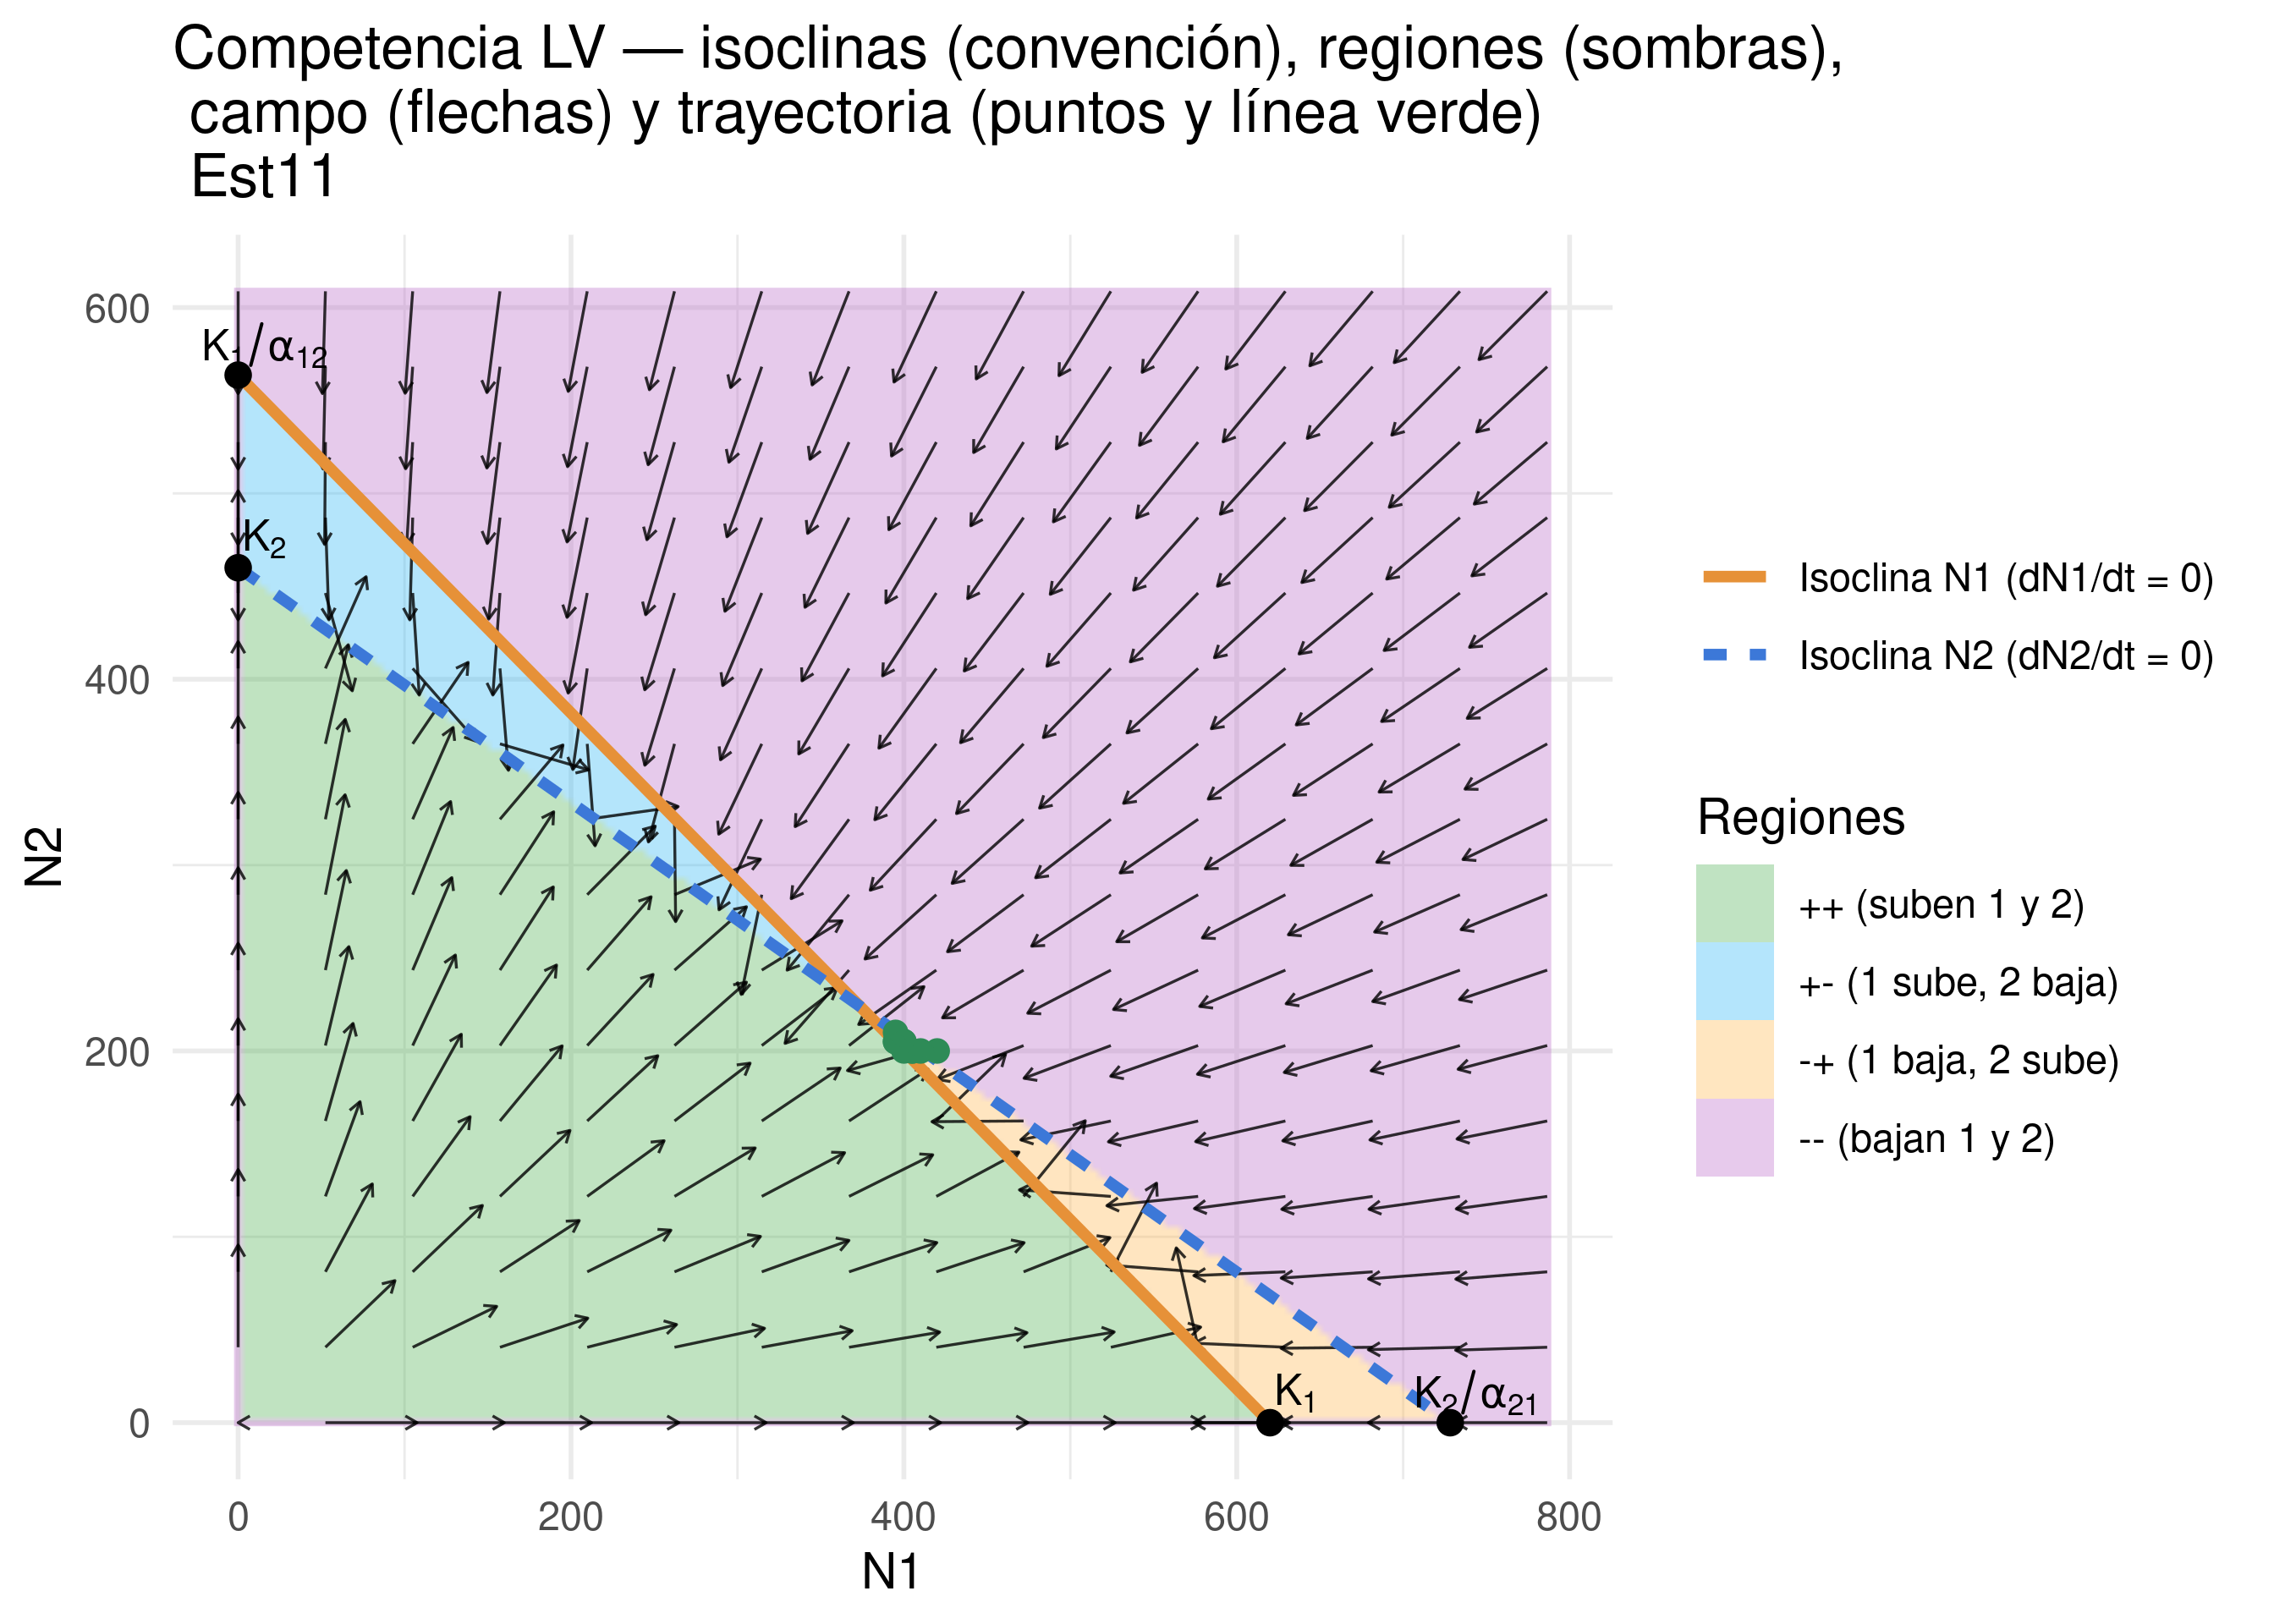 Competencia LV — isoclinas (convención), regiones (sombras),
campo (flechas) y trayectoria (puntos y línea verde)
Est11
600
400
200
0
K₁/α₁₂
K₂
K₁
K₂/α₂₁
0
200
400
600
800
N1
N2
Isoclina N1 (dN1/dt = 0)
Isoclina N2 (dN2/dt = 0)
Regiones
++ (suben 1 y 2)
+- (1 sube, 2 baja)
-+ (1 baja, 2 sube)
-- (bajan 1 y 2)